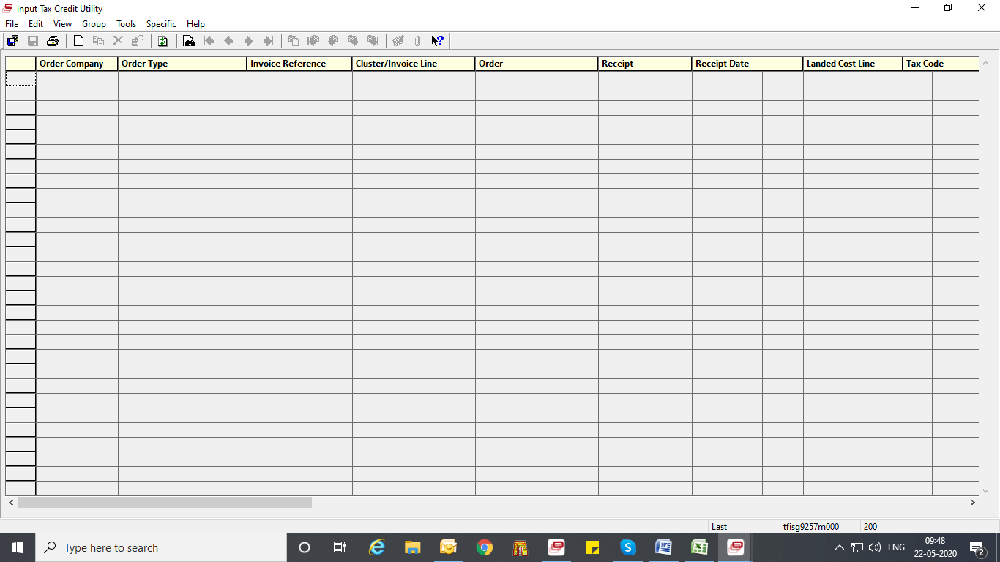 Input Tax Credit Utility
File Edit View Group Tools Specific Help
Order Company Order Type Invoice Reference Cluster/Invoice Line Order Receipt Receipt Date Landed Cost Line Tax Code
Last tfisg9257m000 200
Type here to search
ENG
09:48
22-05-2020
2